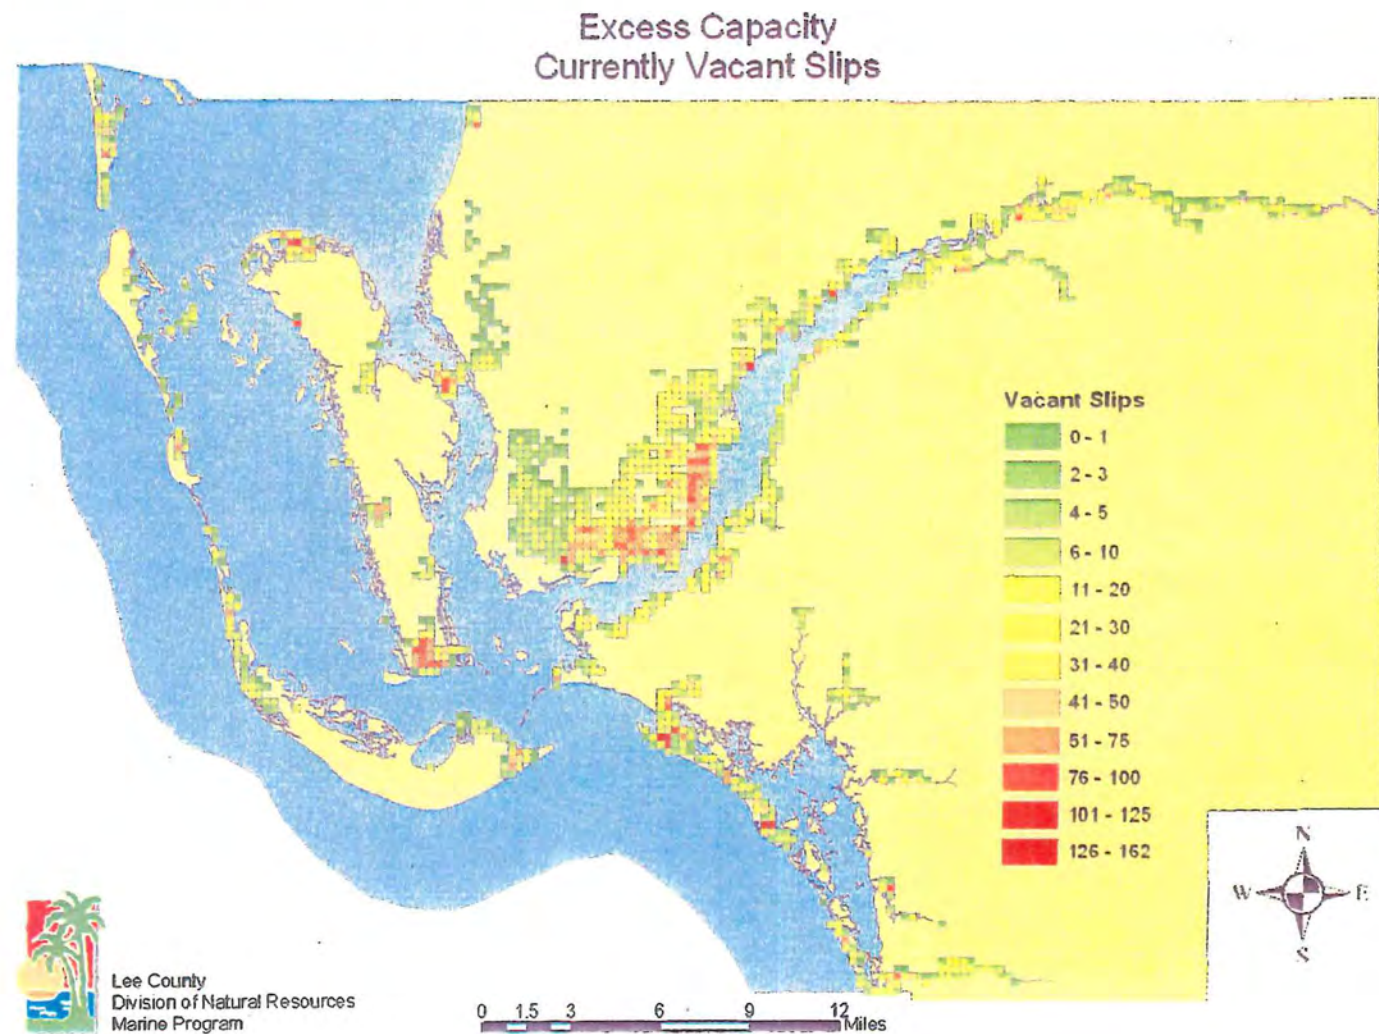 Excess Capacity
Currently Vacant Slips
Vacant Slips
0 - 1
2 - 3
4 - 5
6 - 10
11 - 20
21 - 30
31 - 40
41 - 50
51 - 75
76 - 100
101 - 125
126 - 162
N
W E
S
Lee County
Division of Natural Resources
Marine Program
0 1.5 3 6 9 12
Miles